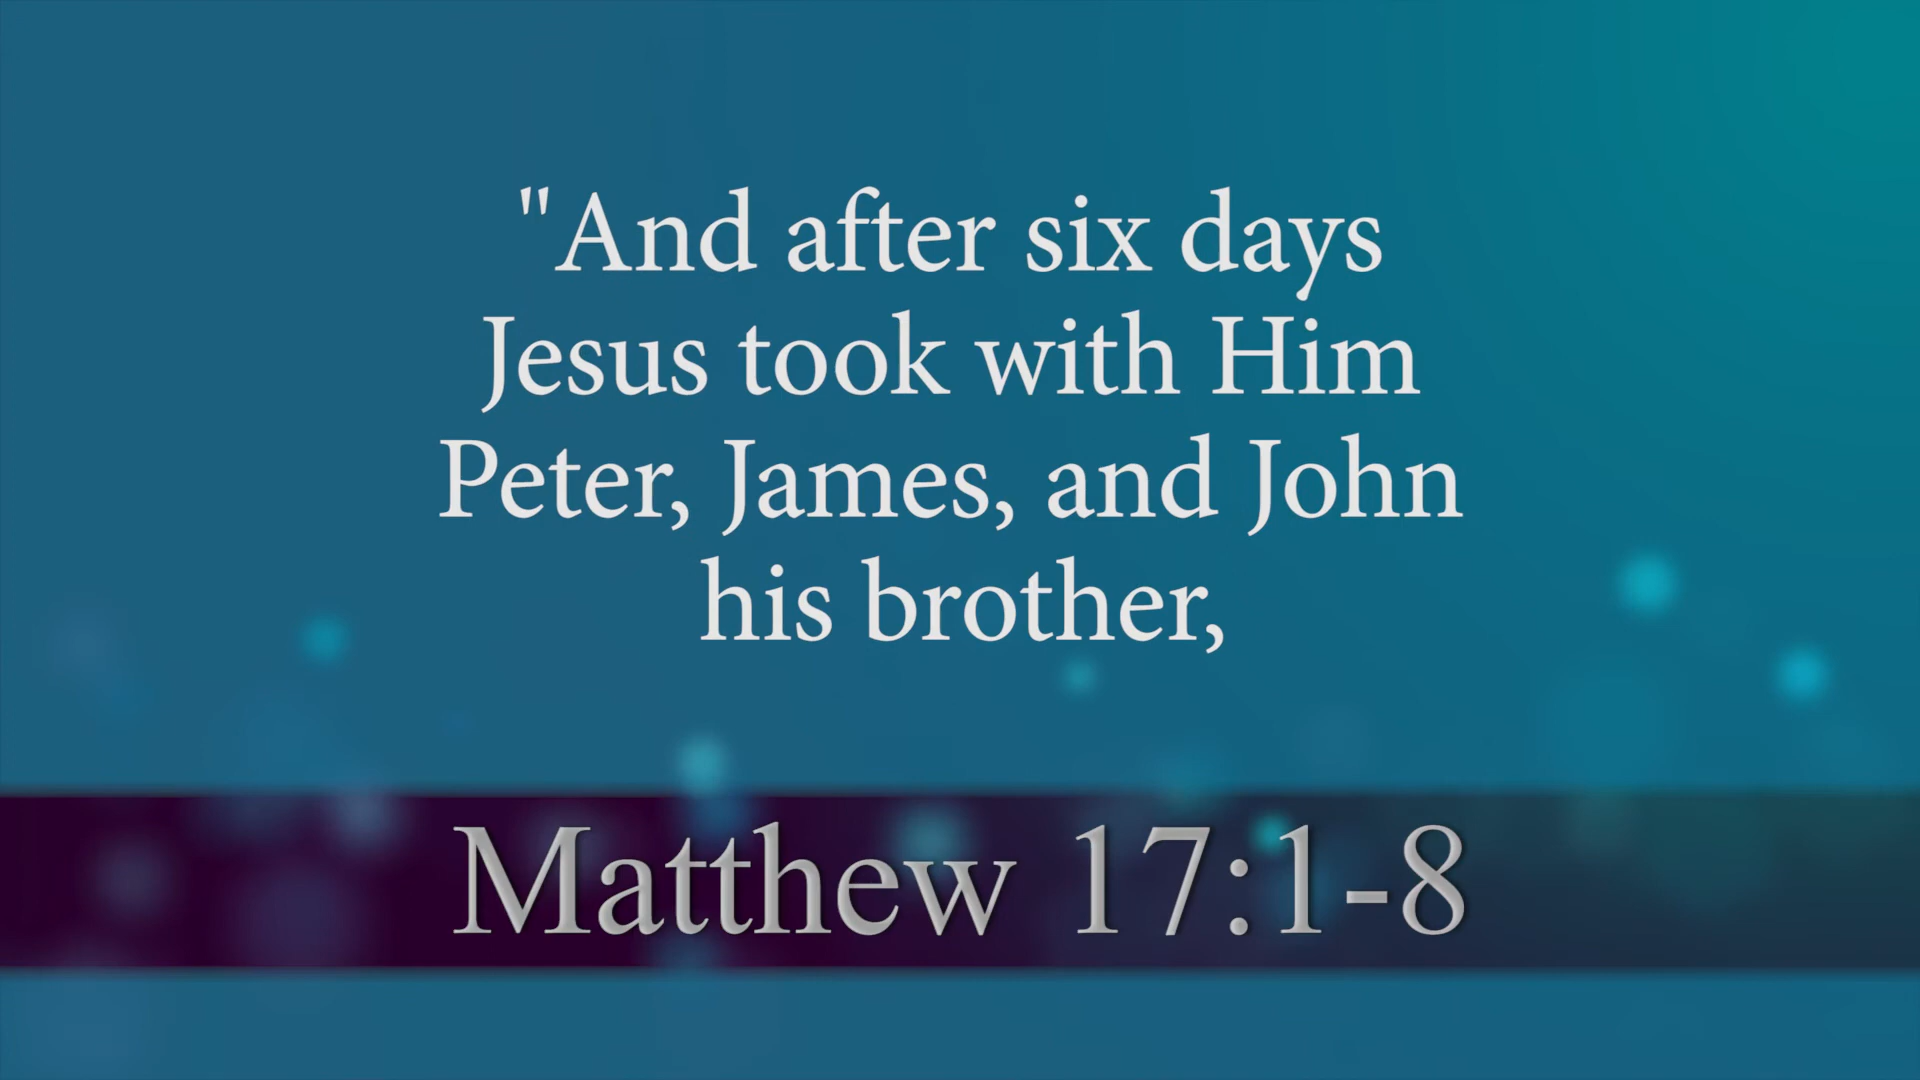 "And after six days
Jesus took with Him
Peter, James, and John
his brother,
Matthew 17:1-8